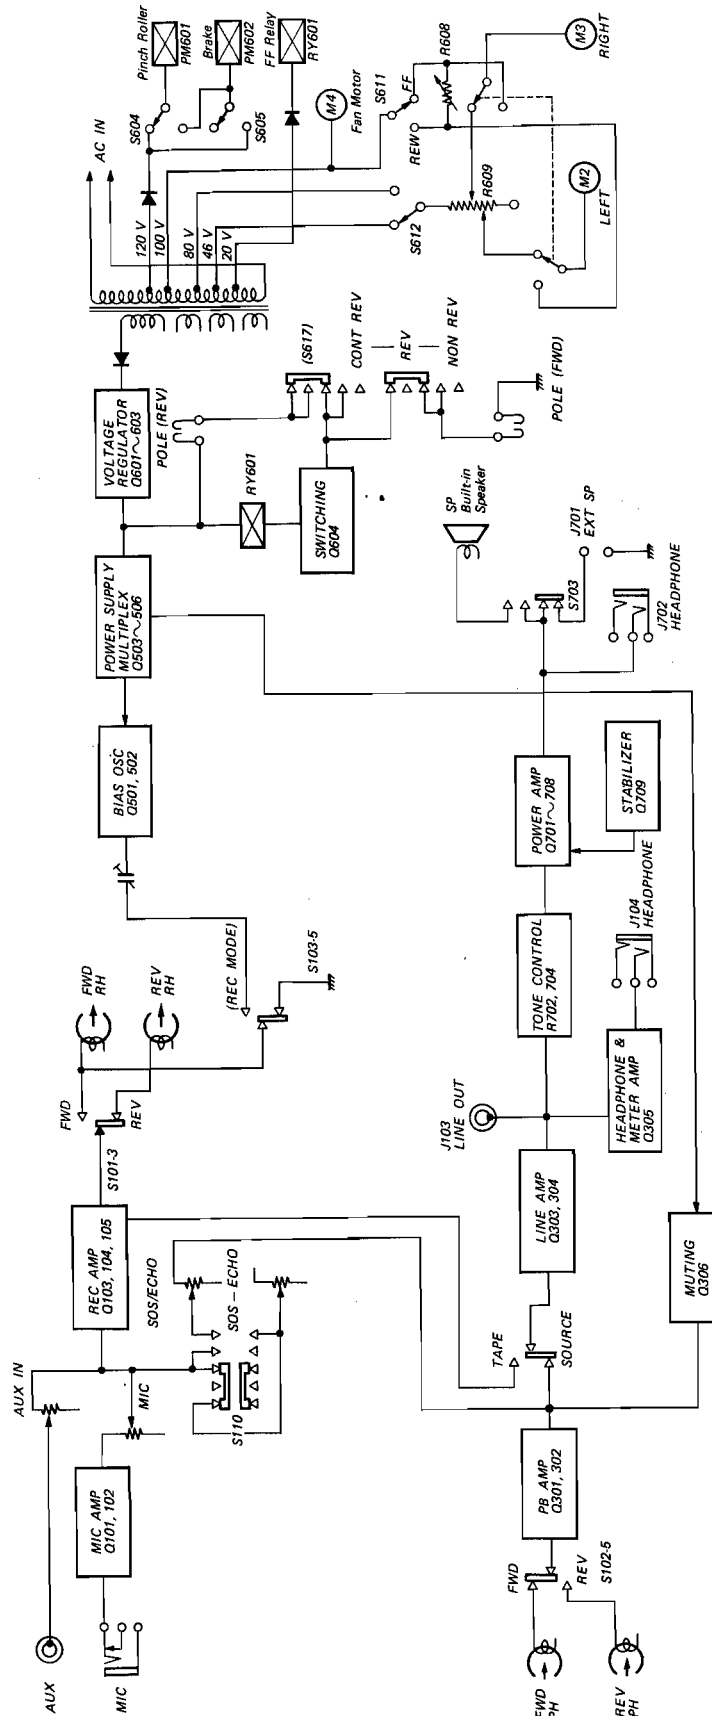 Pinch Roller
PM601
Brake
PM602
FF Relay
RY601
S604
S605
AC IN
M4
Fan Motor
S611
FF
REW
R608
M3
RIGHT
120 V
100 V
80 V
46 V
20 V
S612
R609
M2
LEFT
VOLTAGE
REGULATOR
Q601～603
POLE (REV)
(S617)
CONT REV
REV
NON REV
POLE (FWD)
RY601
SWITCHING
Q604
POWER SUPPLY
MULTIPLEX
Q503～506
BIAS OSC
Q501, 502
SP
Built-in
Speaker
J701
EXT SP
S703
J702
HEADPHONE
POWER AMP
Q701～708
STABILIZER
Q709
J104
HEADPHONE
TONE CONTROL
R702, 704
HEADPHONE &
METER AMP
Q305
J103
LINE OUT
LINE AMP
Q303, 304
MUTING
Q306
FWD
RH
REV
RH
(REC MODE)
S103-5
FWD
REV
S101-3
REC AMP
Q103, 104, 105
SOS/ECHO
SOS – ECHO
S110
AUX IN
MIC
MIC AMP
Q101, 102
AUX
MIC
TAPE
SOURCE
PB AMP
Q301, 302
FWD
REV
S102-5
FWD
PH
REV
PH